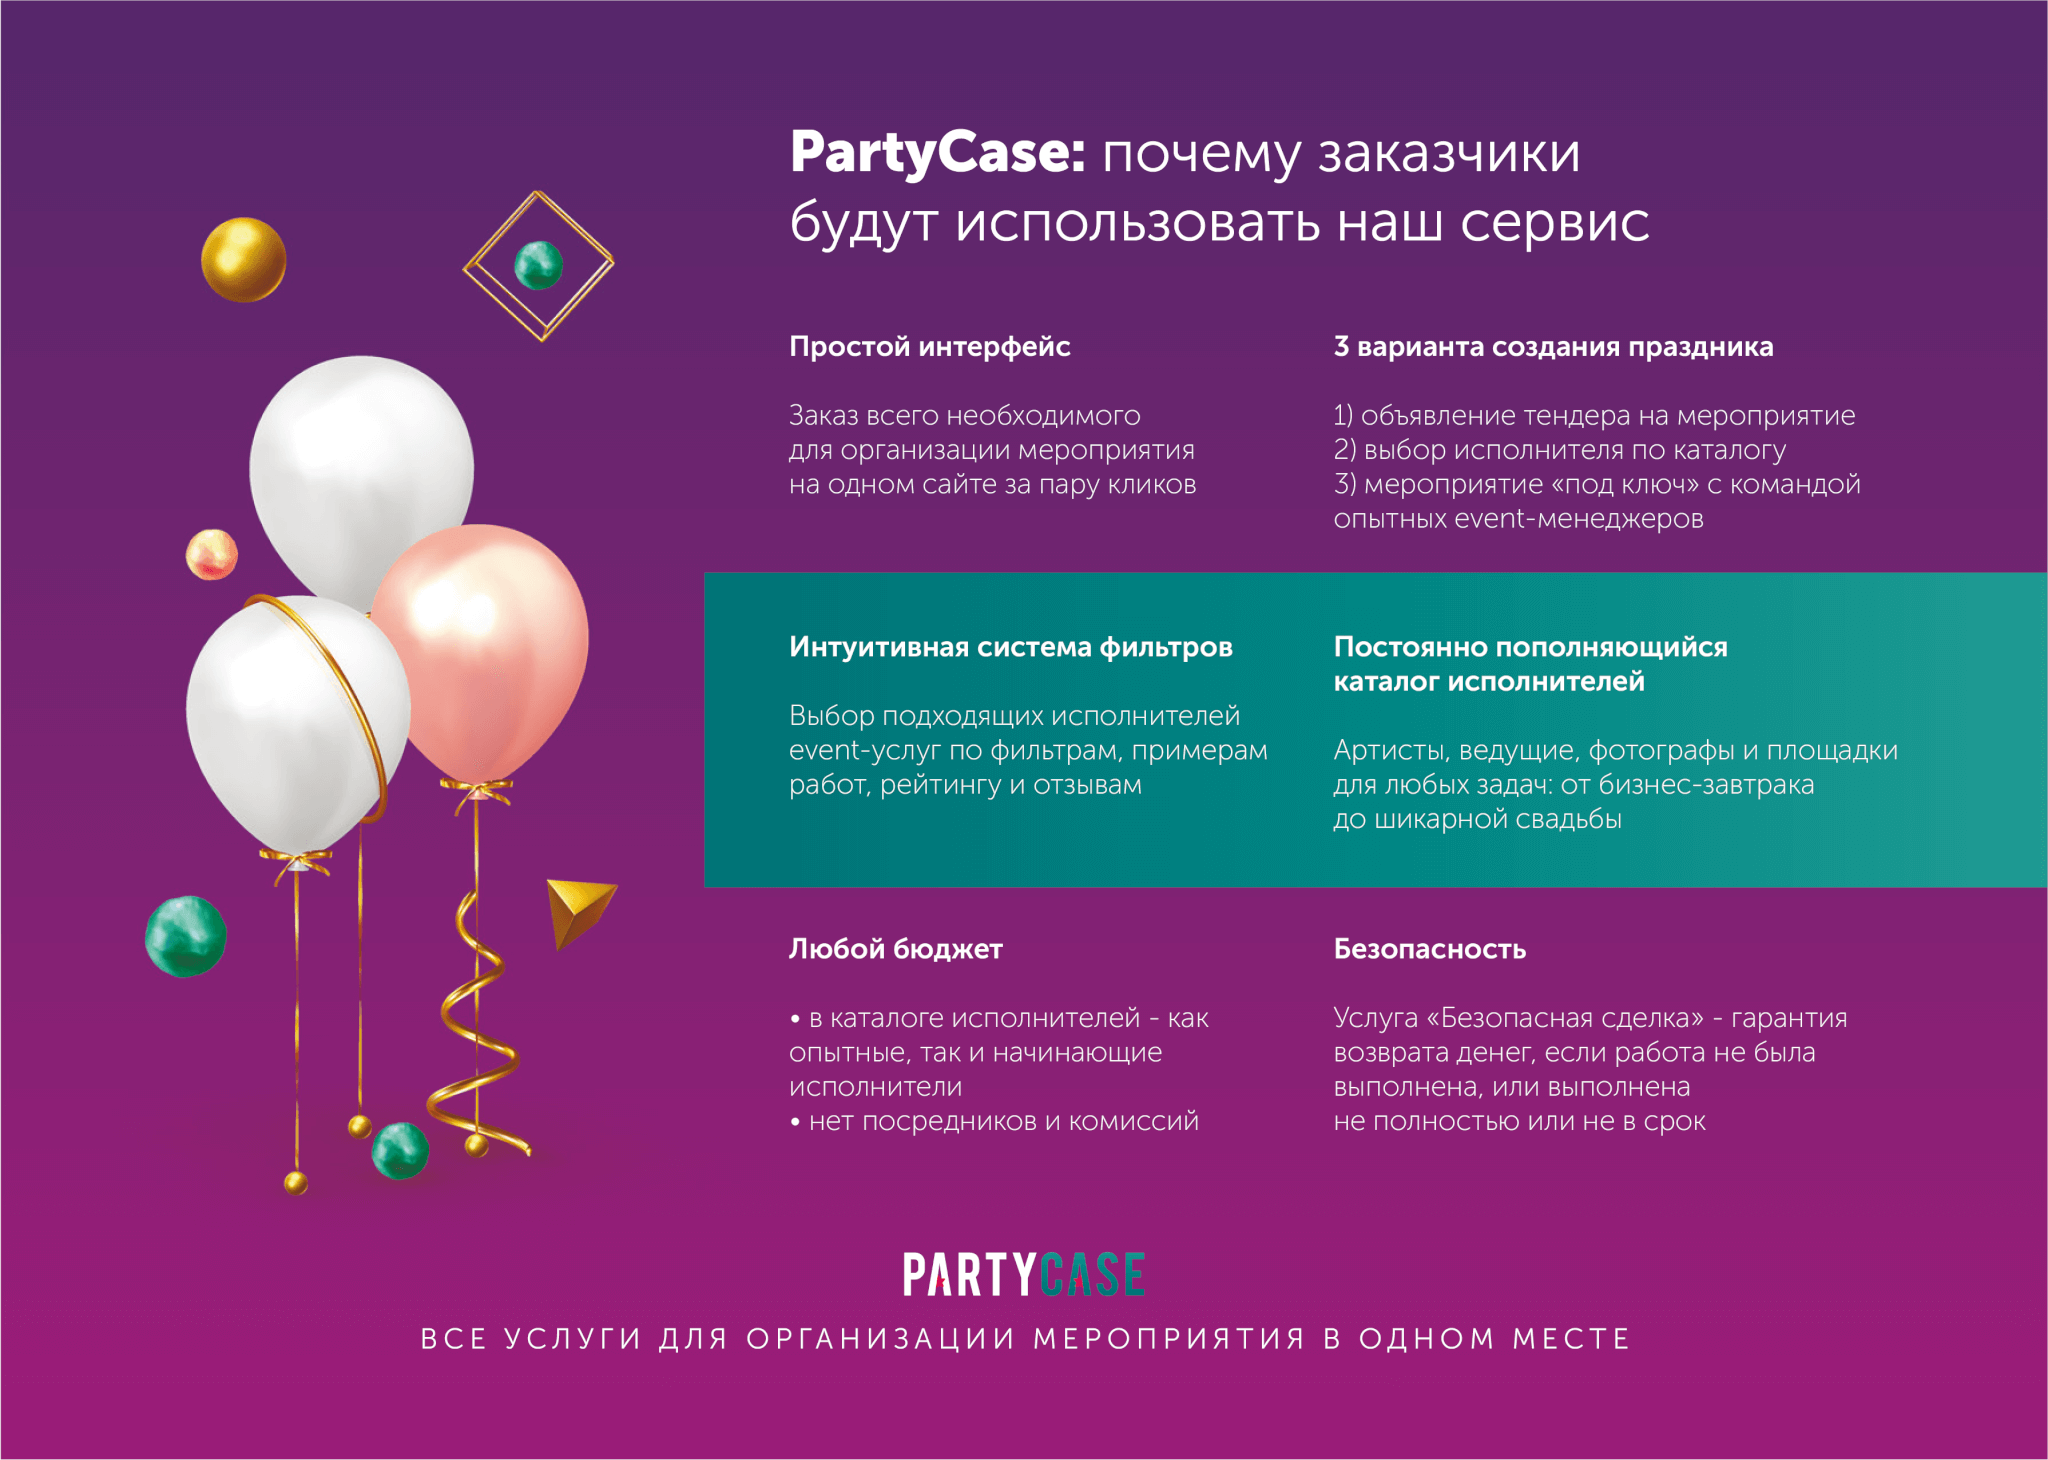 PartyCase: почему заказчики
будут использовать наш сервис
Простой интерфейс
Заказ всего необходимого
для организации мероприятия
на одном сайте за пару кликов
3 варианта создания праздника
1) объявление тендера на мероприятие
2) выбор исполнителя по каталогу
3) мероприятие «под ключ» с командой
опытных event-менеджеров
Интуитивная система фильтров
Выбор подходящих исполнителей
event-услуг по фильтрам, примерам
работ, рейтингу и отзывам
Постоянно пополняющийся
каталог исполнителей
Артисты, ведущие, фотографы и площадки
для любых задач: от бизнес-завтрака
до шикарной свадьбы
Любой бюджет
• в каталоге исполнителей - как
опытные, так и начинающие
исполнители
• нет посредников и комиссий
Безопасность
Услуга «Безопасная сделка» - гарантия
возврата денег, если работа не была
выполнена, или выполнена
не полностью или не в срок
PARTYCASE
ВСЕ УСЛУГИ ДЛЯ ОРГАНИЗАЦИИ МЕРОПРИЯТИЯ В ОДНОМ МЕСТЕ